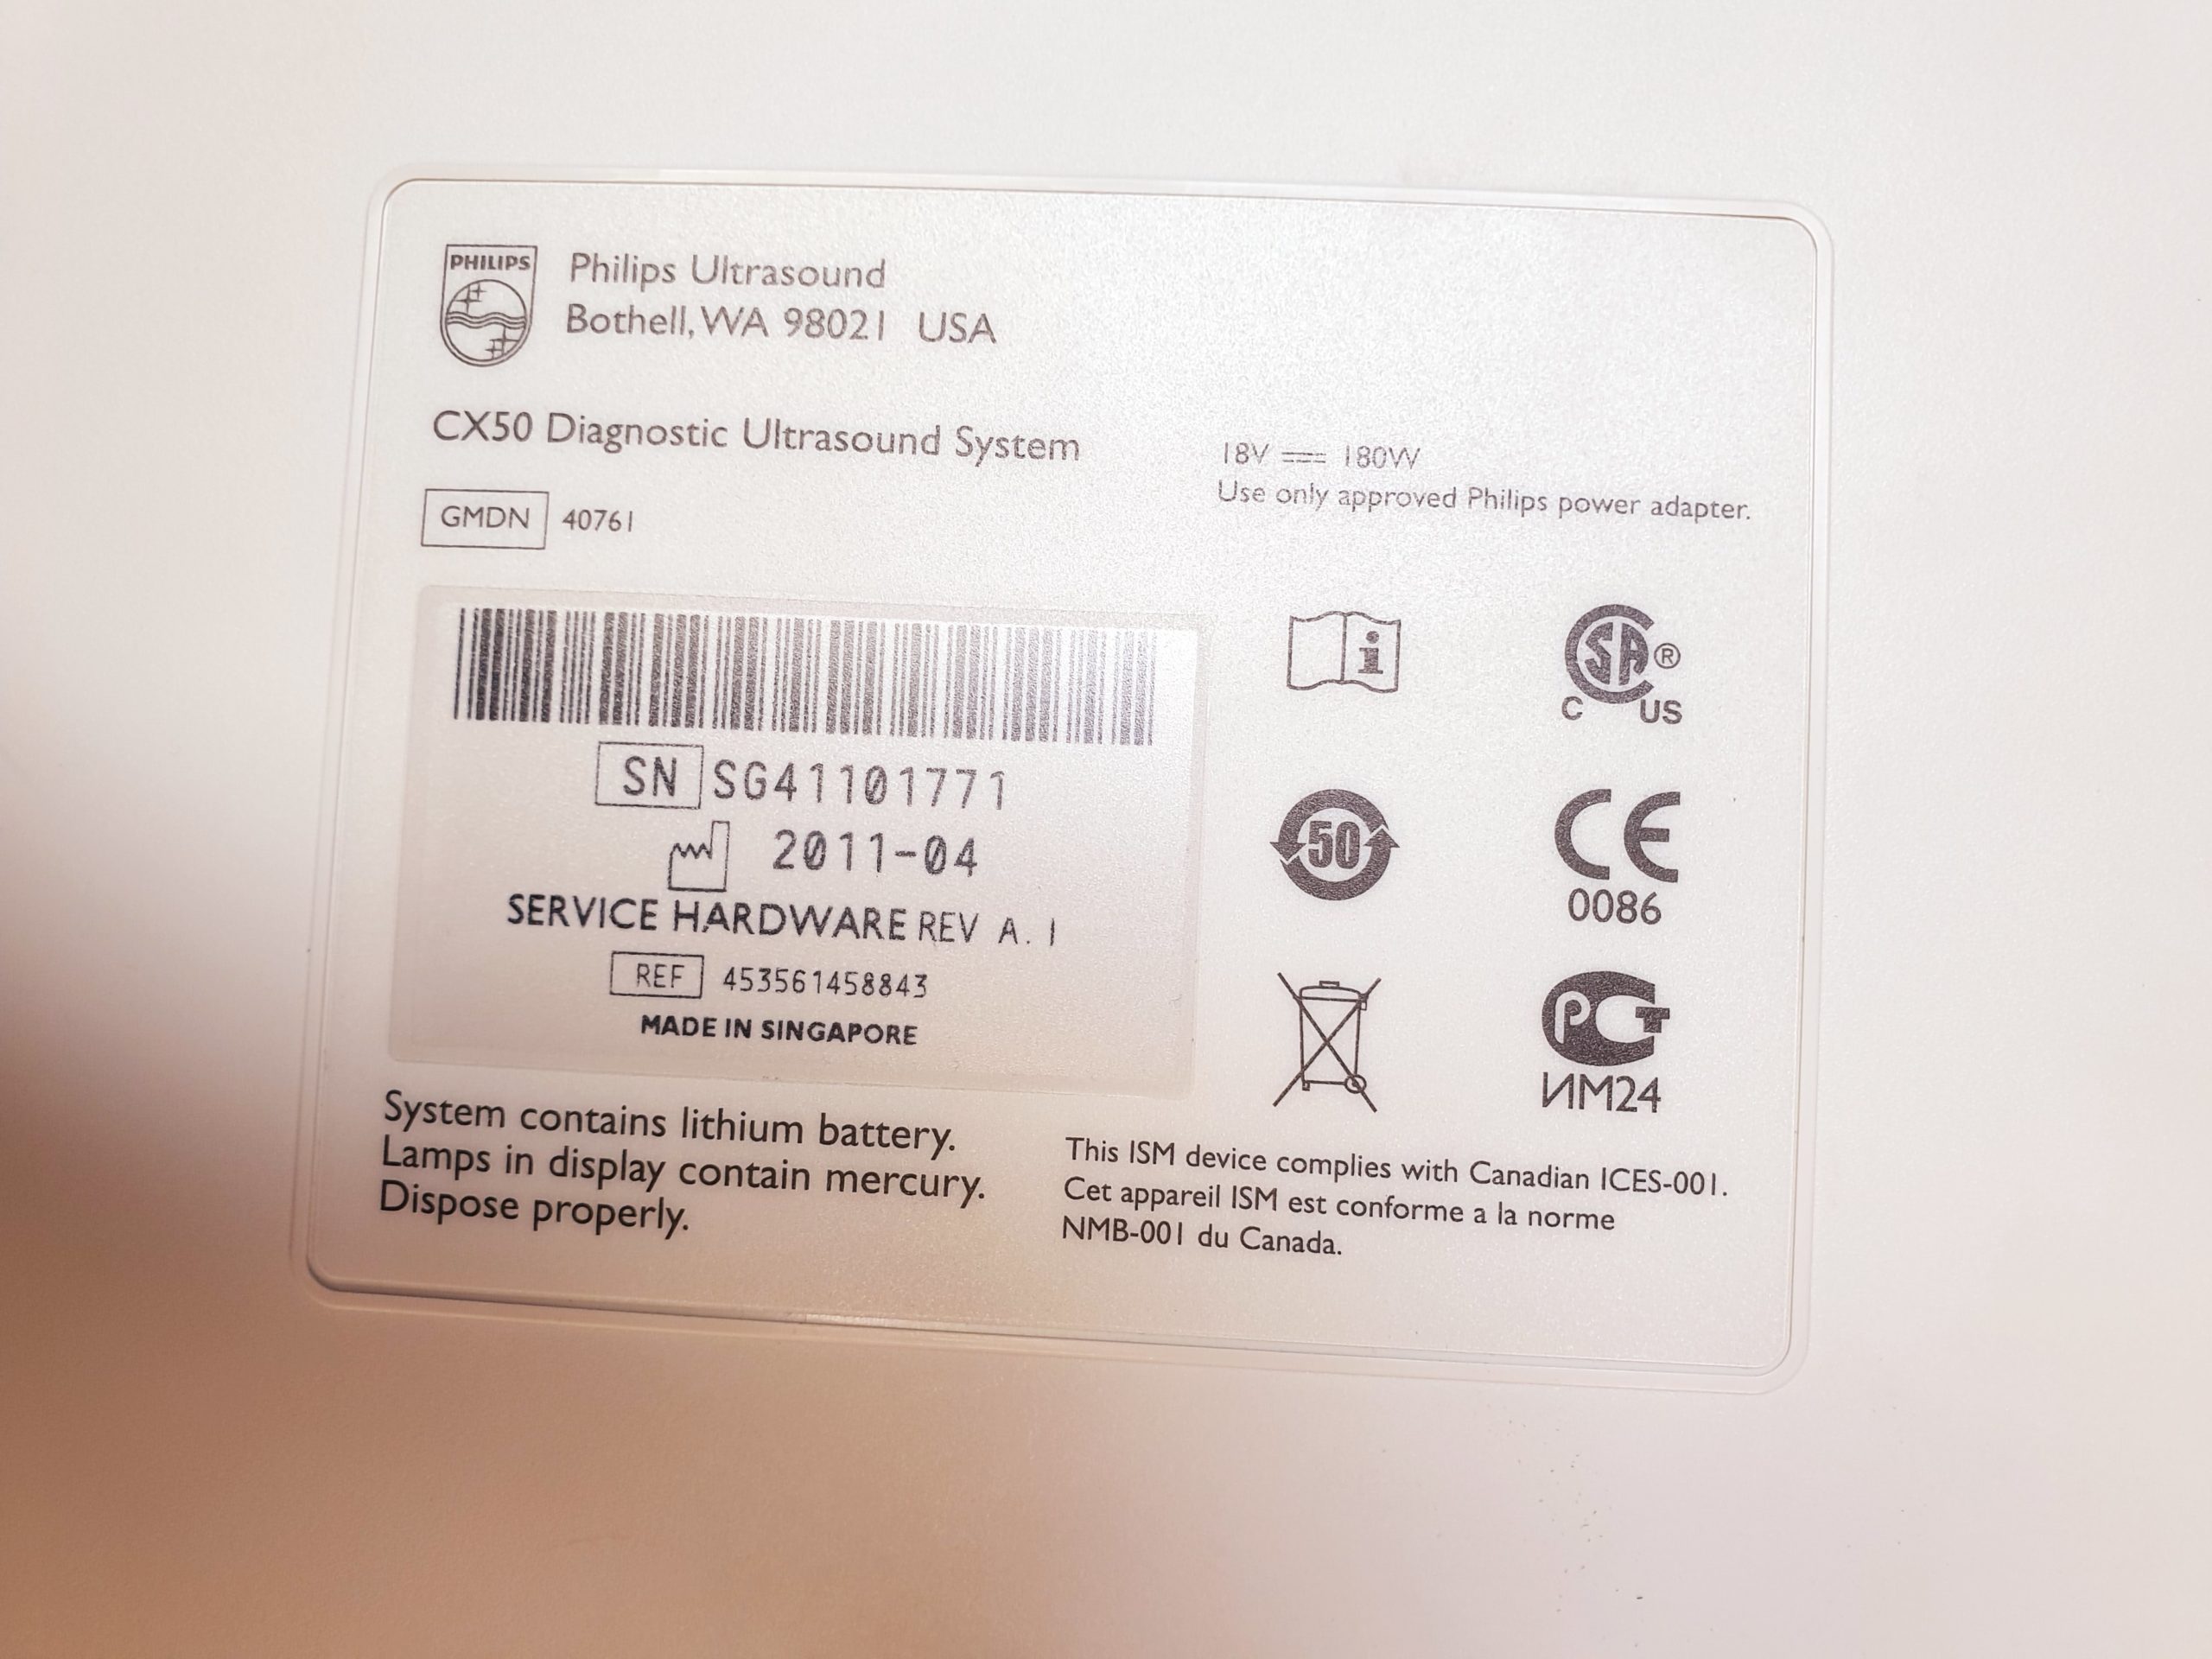 PHILIPS
Philips Ultrasound
Bothell, WA 98021 USA
CX50 Diagnostic Ultrasound System
GMDN 40761
18V ⎓ 180W
Use only approved Philips power adapter.
SN SG41101771
2011-04
SERVICE HARDWARE REV A.1
REF 453561458843
MADE IN SINGAPORE
i
CSA®
C US
50
CE
0086
РСТ
ИМ24
System contains lithium battery.
Lamps in display contain mercury.
Dispose properly.
This ISM device complies with Canadian ICES-001.
Cet appareil ISM est conforme a la norme
NMB-001 du Canada.